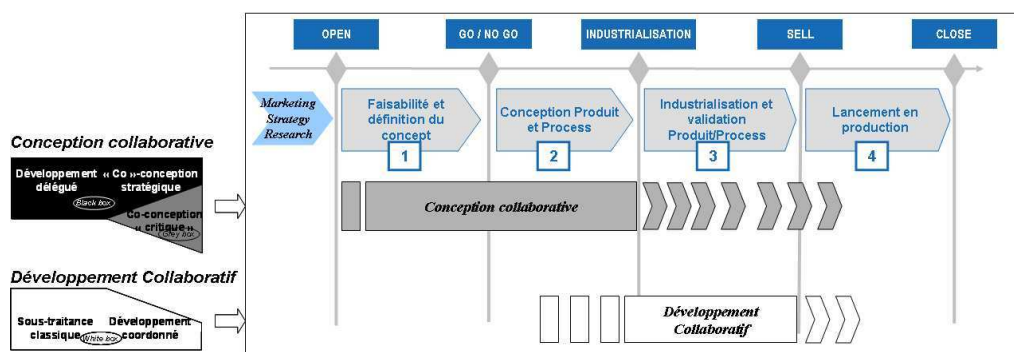 OPEN
GO / NO GO
INDUSTRIALISATION
SELL
CLOSE
Marketing
Strategy
Research
Faisabilité et
définition du
concept
1
Conception Produit
et Process
2
Industrialisation et
validation
Produit/Process
3
Lancement en
production
4
Conception collaborative
Développement
délégué
« Co »-conception
stratégique
Black box
Co-conception
« critique »
Grey box
Conception collaborative
Développement Collaboratif
Sous-traitance
classique
Développement
coordonné
White box
Développement
Collaboratif